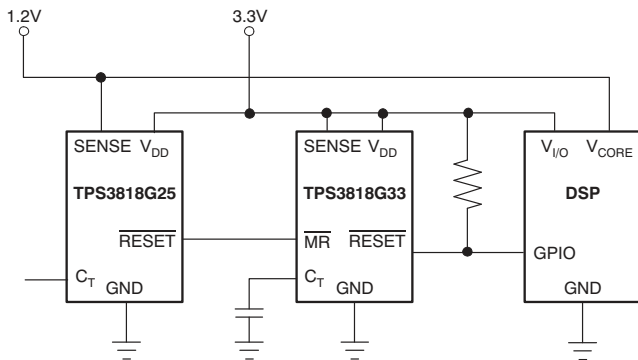 1.2V 3.3V
SENSE VDD SENSE VDD VI/O VCORE
TPS3818G25 TPS3818G33 DSP
RESET MR RESET GPIO
CT GND CT GND GND